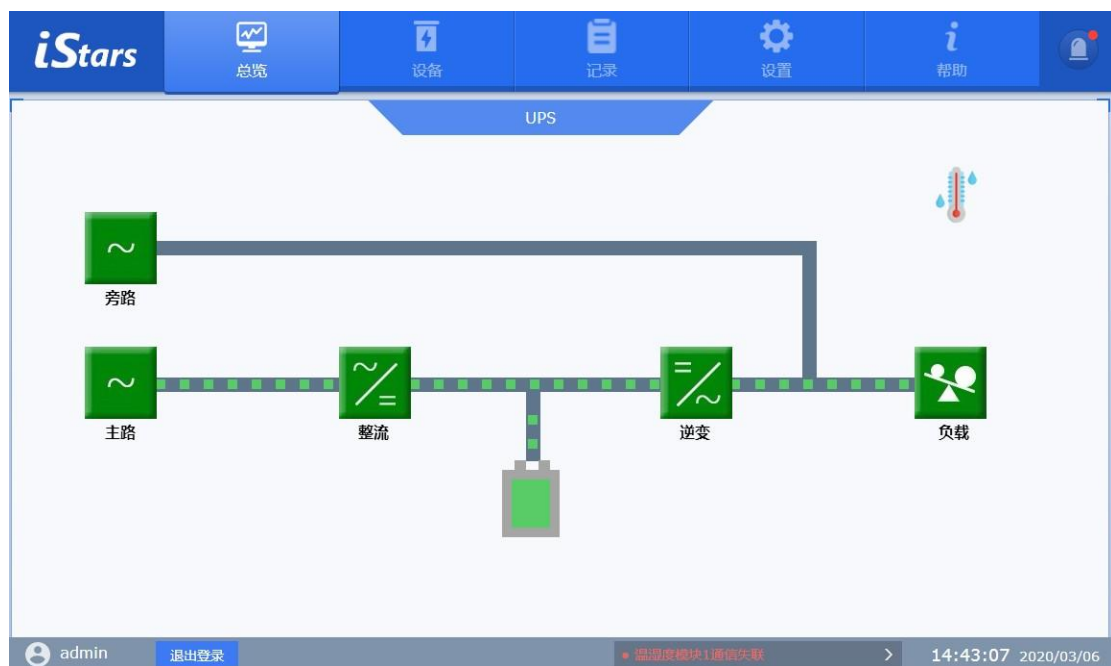 iStars
总览
设备
记录
设置
帮助
UPS
旁路
主路
整流
逆变
负载
admin
退出登录
温湿度模块1通信失联
14:43:07 2020/03/06